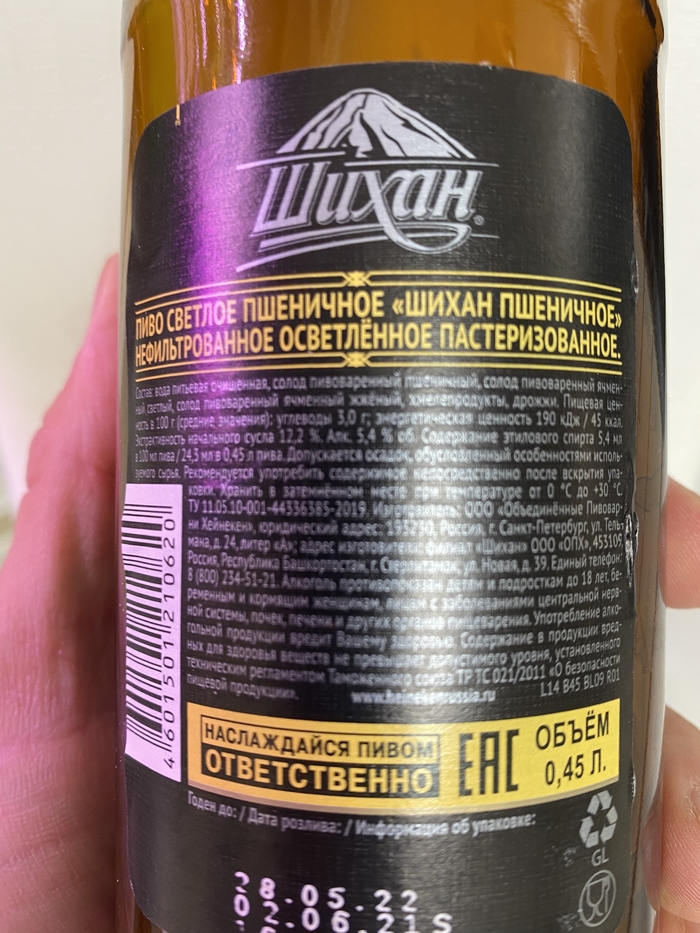 Шихан®
ПИВО СВЕТЛОЕ ПШЕНИЧНОЕ «ШИХАН ПШЕНИЧНОЕ»
НЕФИЛЬТРОВАННОЕ ОСВЕТЛЁННОЕ ПАСТЕРИЗОВАННОЕ.
Состав: вода питьевая очищенная, солод пивоваренный пшеничный, солод пивоваренный ячмен-
ный светлый, солод пивоваренный ячменный жжёный, хмелепродукты, дрожжи. Пищевая цен-
ность в 100 г (средние значения): углеводы 3,0 г; энергетическая ценность 190 кДж / 45 ккал.
Экстрактивность начального сусла 12,2 %. Алк. 5,4 % об. Содержание этилового спирта 5,4 мл
в 100 мл пива / 24,3 мл в 0,45 л пива. Допускается осадок, обусловленный особенностями исполь-
зуемого сырья. Рекомендуется употребить содержимое непосредственно после вскрытия упа-
ковки. Хранить в затемнённом месте при температуре от 0 °C до +30 °C.
ТУ 11.05.10-001-44336385-2019. Изготовитель: ООО «Объединённые Пивовар-
ни Хейнекен», юридический адрес: Россия, г. Санкт-Петербург, ул. Тель-
мана, д. 24, литер «А»; адрес изготовителя: филиал «Шихан» ООО «ОПХ», 453105
Россия, Республика Башкортостан, г. Стерлитамак, ул. Новая, д. 39. Единый телефон:
8 (800) 234-51-21. Алкоголь противопоказан детям и подросткам до 18 лет, бе-
ременным и кормящим женщинам, лицам с заболеваниями центральной нерв-
ной системы, почек, печени и других органов пищеварения. Употребление алко-
гольной продукции вредит Вашему здоровью. Содержание в продукции вред-
ных для здоровья веществ не превышает допустимого уровня, установленного
техническим регламентом Таможенного союза ТР ТС 021/2011 «О безопасности
пищевой продукции». www.heinekenrussia.ru L14 B45 BL09 R01
4 601501 210620
НАСЛАЖДАЙСЯ ПИВОМ
ОТВЕТСТВЕННО
EAC
ОБЪЁМ
0,45 Л.
Годен до: / Дата розлива: / Информация об упаковке:
GL
28.05.22
02.06.21S